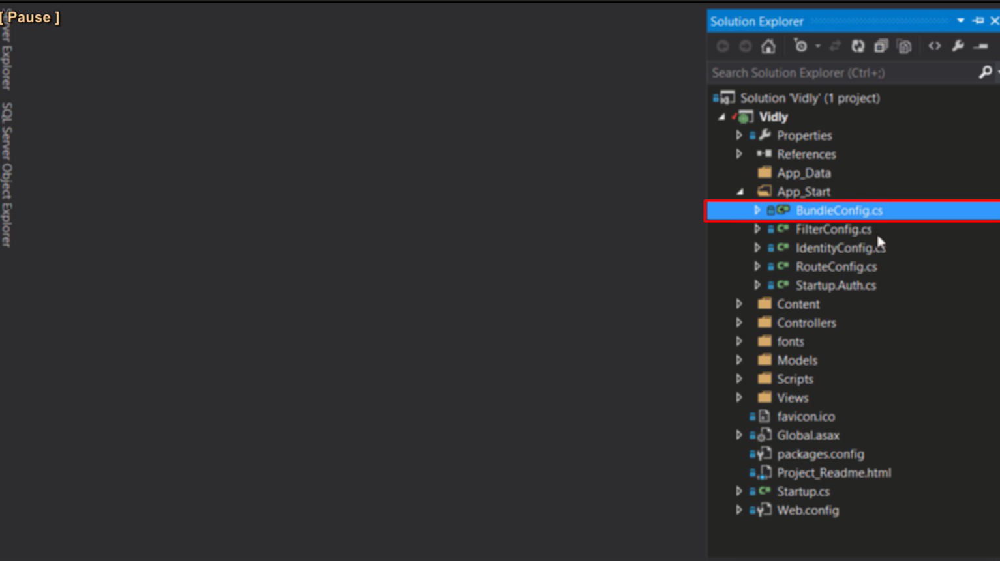 [ Pause ]
Server Explorer
SQL Server Object Explorer
Solution Explorer
Search Solution Explorer (Ctrl+;)
Solution 'Vidly' (1 project)
Vidly
Properties
References
App_Data
App_Start
BundleConfig.cs
FilterConfig.cs
IdentityConfig.cs
RouteConfig.cs
Startup.Auth.cs
Content
Controllers
fonts
Models
Scripts
Views
favicon.ico
Global.asax
packages.config
Project_Readme.html
Startup.cs
Web.config